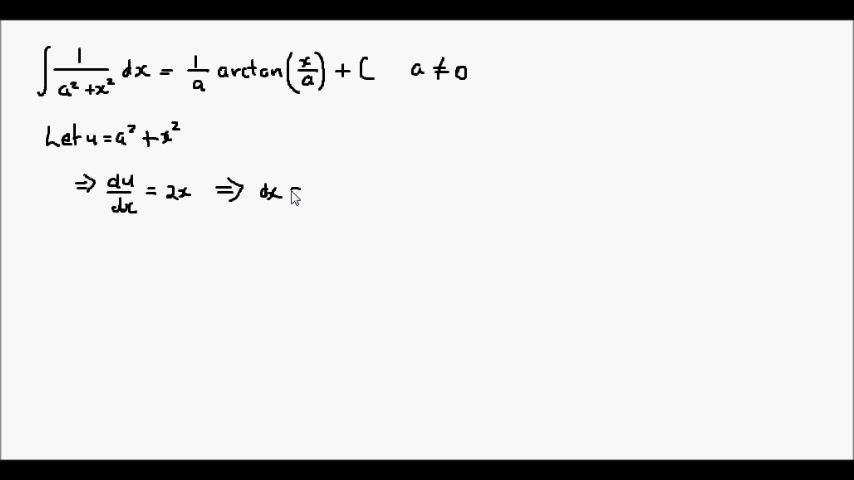 ∫ 1/(a² + x²) dx = 1/a arctan(x/a) + C a ≠ 0
Let u = a² + x²
⇒ du/dx = 2x ⇒ dx =